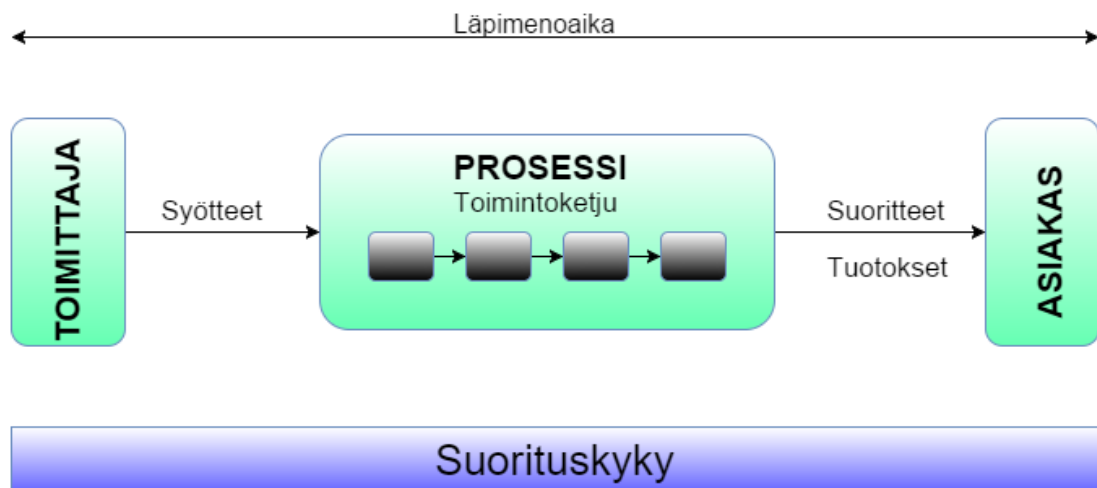 Läpimenoaika
TOIMITTAJA
Syötteet
PROSESSI
Toimintoketju
Suoritteet
Tuotokset
ASIAKAS
Suorituskyky